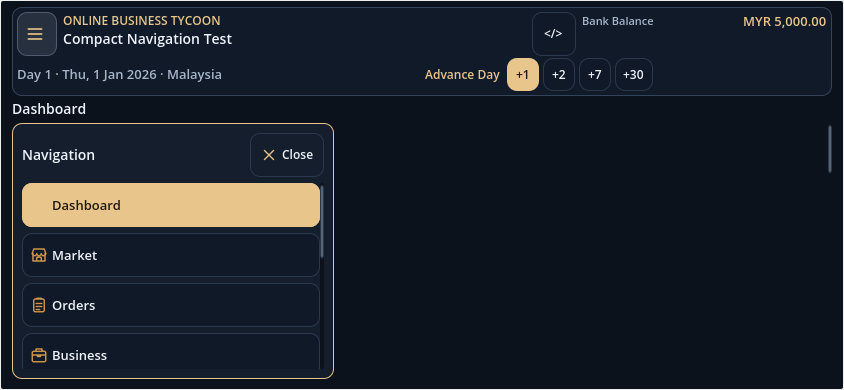 ONLINE BUSINESS TYCOON
Compact Navigation Test
</>
Bank Balance
MYR 5,000.00
Day 1 · Thu, 1 Jan 2026 · Malaysia
Advance Day
+1
+2
+7
+30
Dashboard
Navigation
Close
Dashboard
Market
Orders
Business